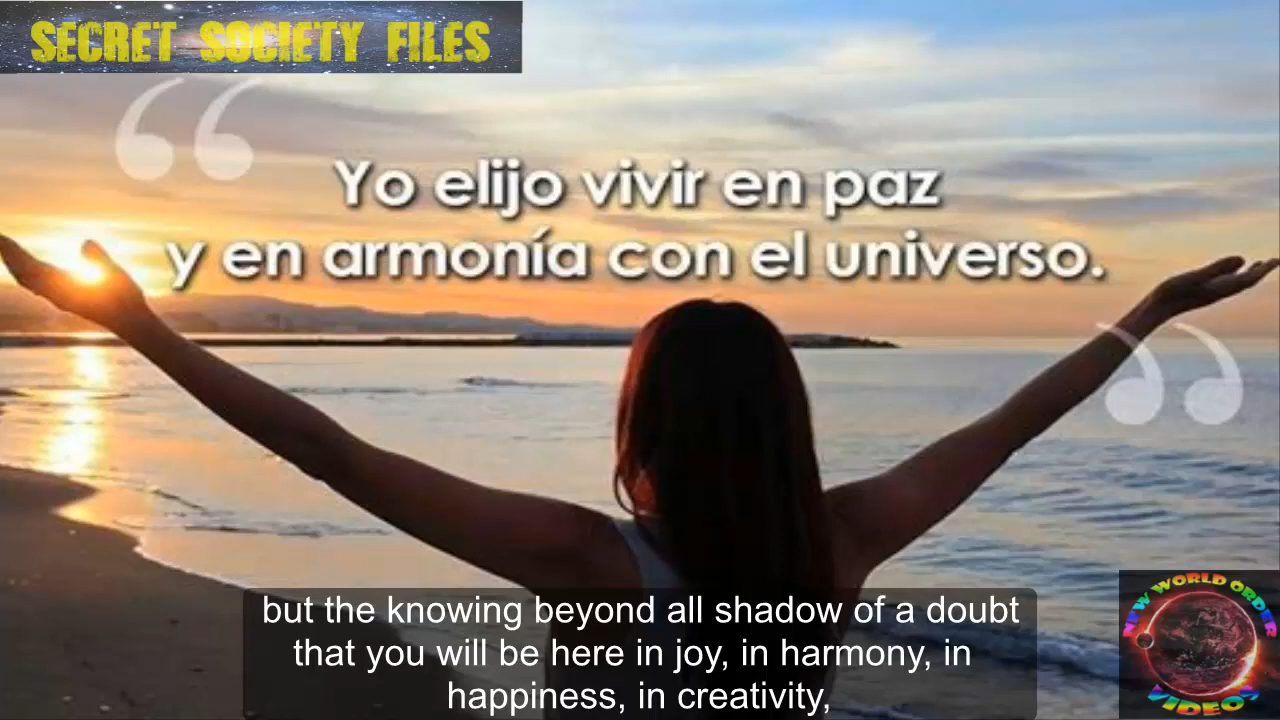 SECRET SOCIETY FILES
“
Yo elijo vivir en paz
y en armonía con el universo.
”
but the knowing beyond all shadow of a doubt
that you will be here in joy, in harmony, in
happiness, in creativity,
NEW WORLD ORDER
VIDEOS